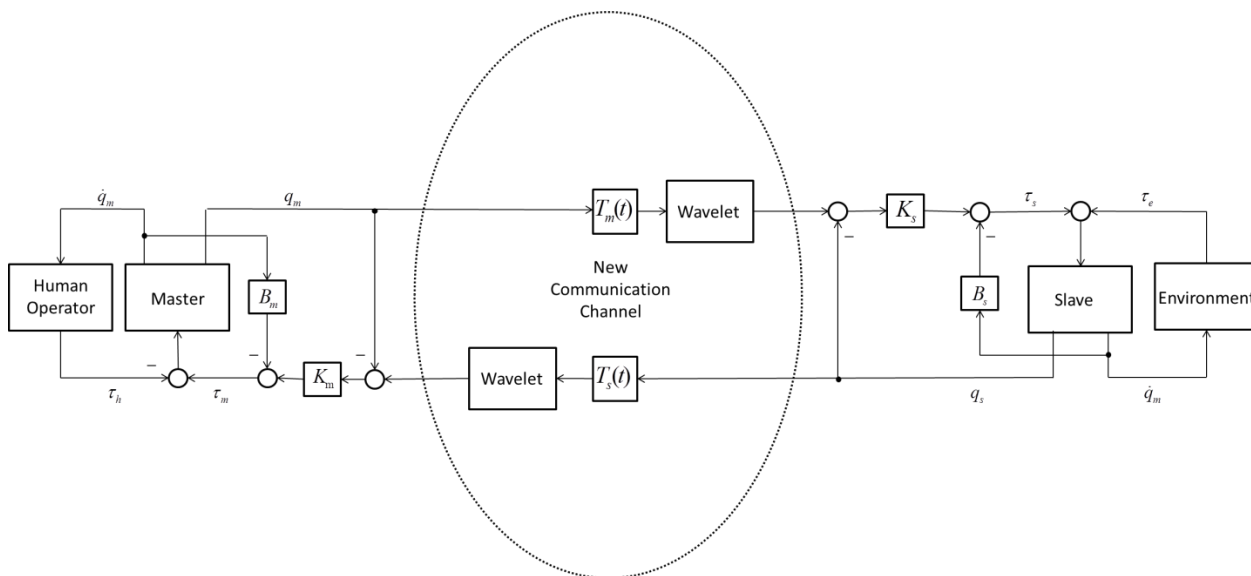 q̇ₘ
qₘ
Tₘ(t)
Wavelet
Kₛ
τₛ
τₑ
Human
Operator
Master
Bₘ
New
Communication
Channel
Bₛ
Slave
Environment
τₕ
τₘ
Kₘ
Wavelet
Tₛ(t)
qₛ
q̇ₘ
−
−
−
−
−